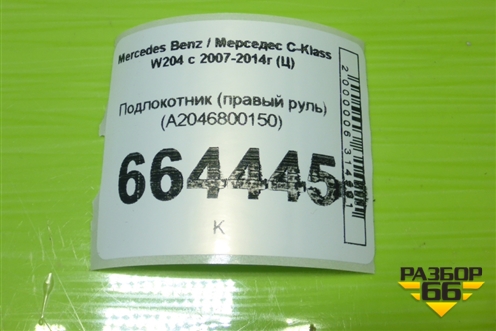 Mercedes Benz / Мерседес C-Klass
W204 с 2007-2014г (Ц)
Подлокотник (правый руль)
(A2046800150)
664445
К
РАЗБОР
66